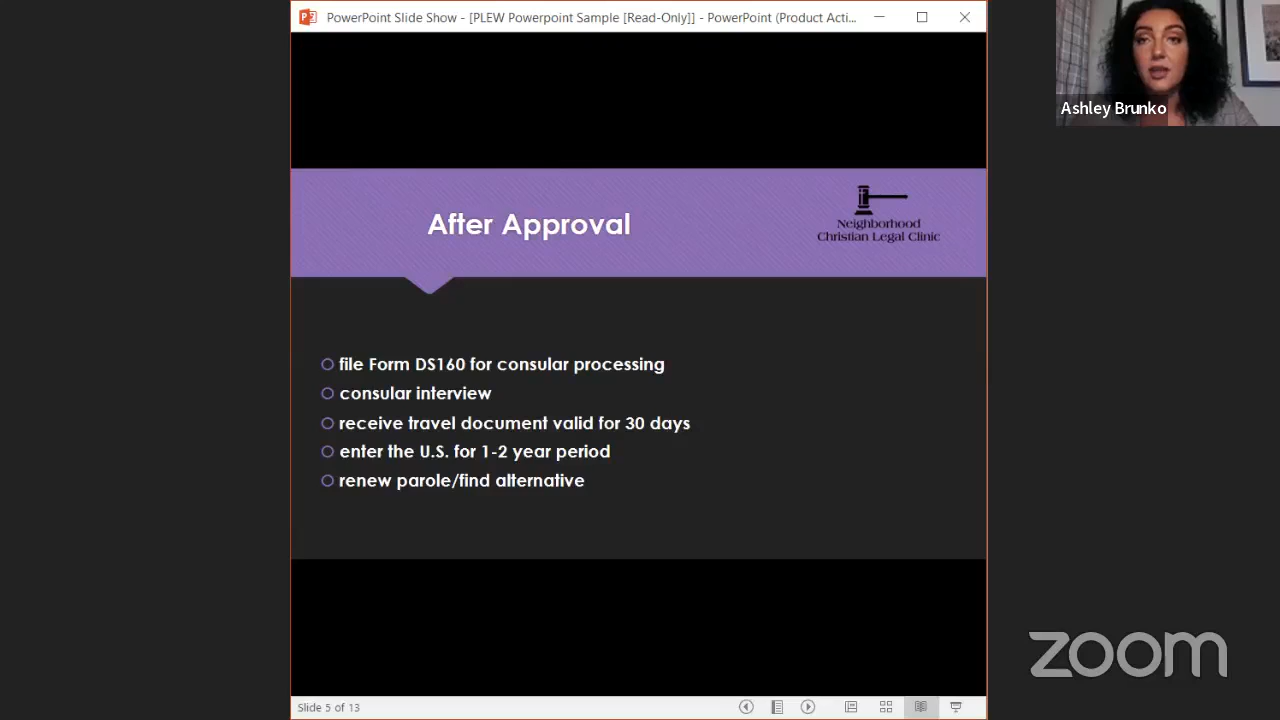 PowerPoint Slide Show - [PLEW Powerpoint Sample [Read-Only]] - PowerPoint (Product Acti...
Ashley Brunko
After Approval
Neighborhood
Christian Legal Clinic
file Form DS160 for consular processing
consular interview
receive travel document valid for 30 days
enter the U.S. for 1-2 year period
renew parole/find alternative
zoom
Slide 5 of 13